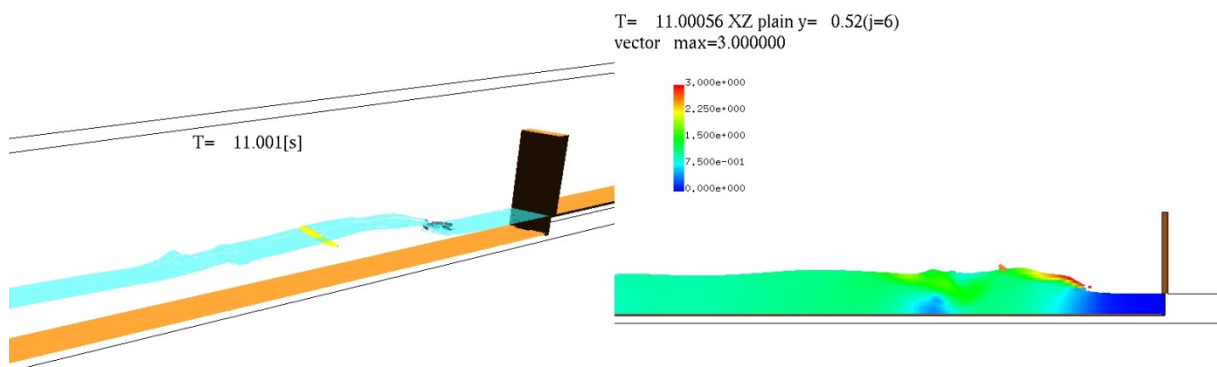 T= 11.00056 XZ plain y= 0.52(j=6)
vector max=3.000000
3.000e+000
2.250e+000
1.500e+000
7.500e-001
0.000e+000
T= 11.001[s]